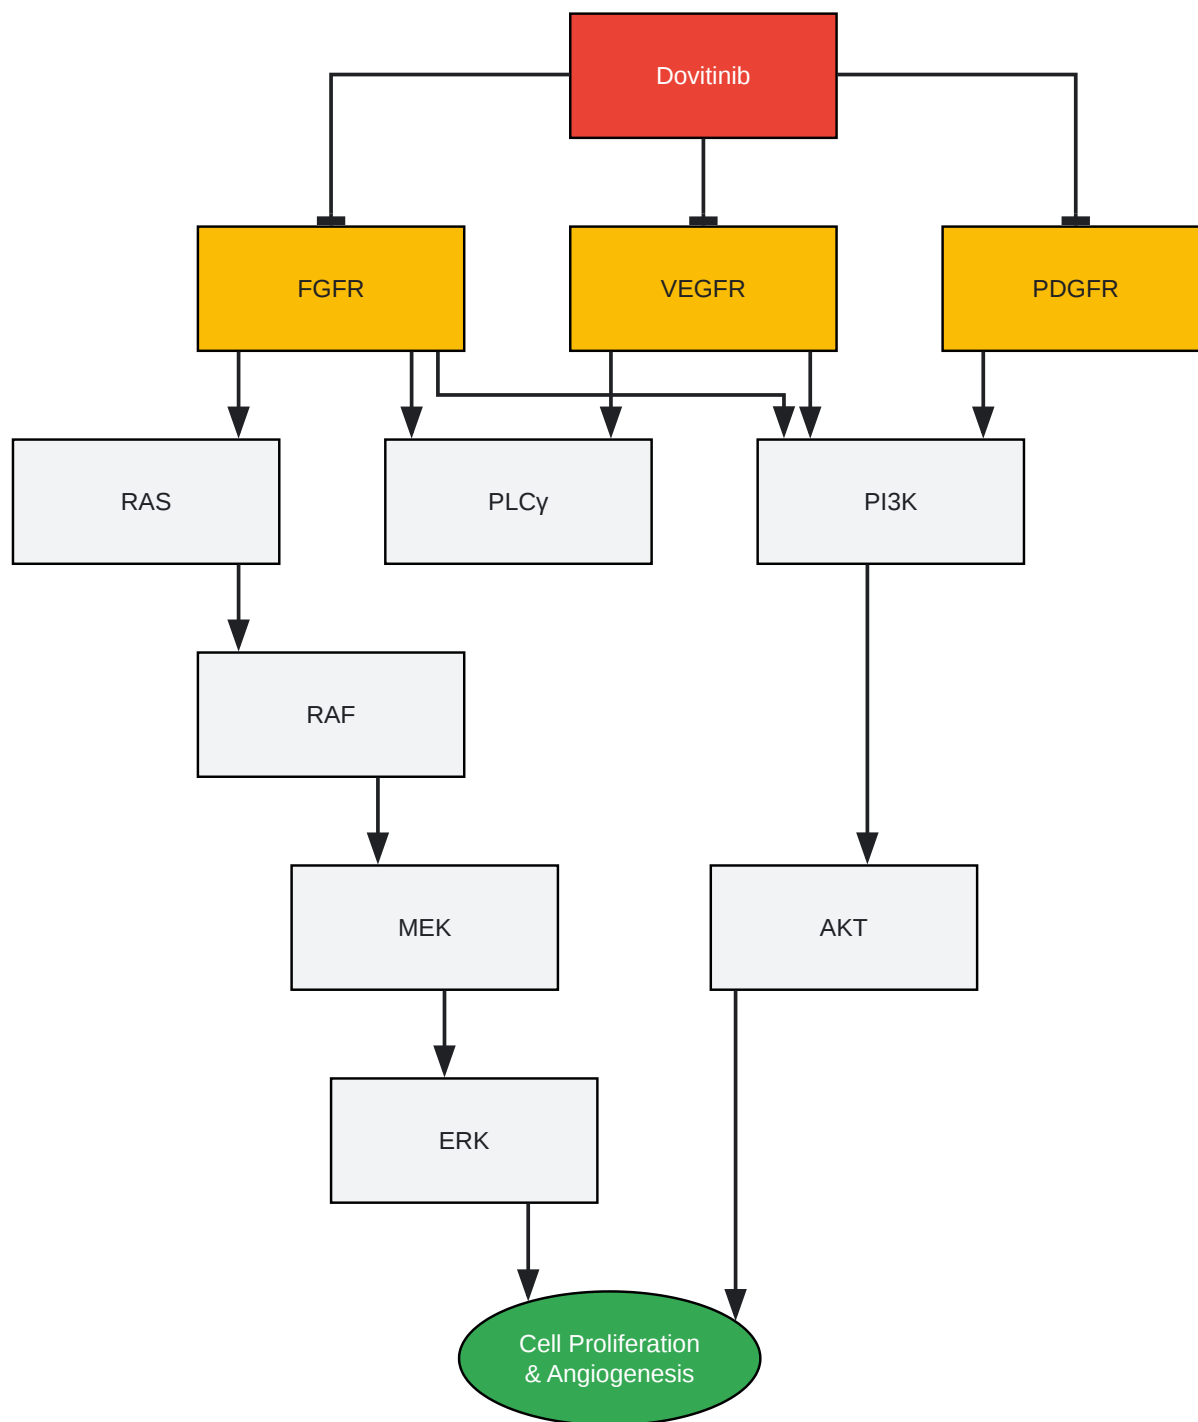 Dovitinib
FGFR
VEGFR
PDGFR
RAS
PLCγ
PI3K
RAF
MEK
AKT
ERK
Cell Proliferation
& Angiogenesis